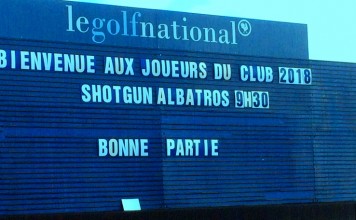 legolfnational
BIENVENUE AUX JOUEURS DU CLUB 2018
SHOTGUN ALBATROS 9H30
BONNE PARTIE